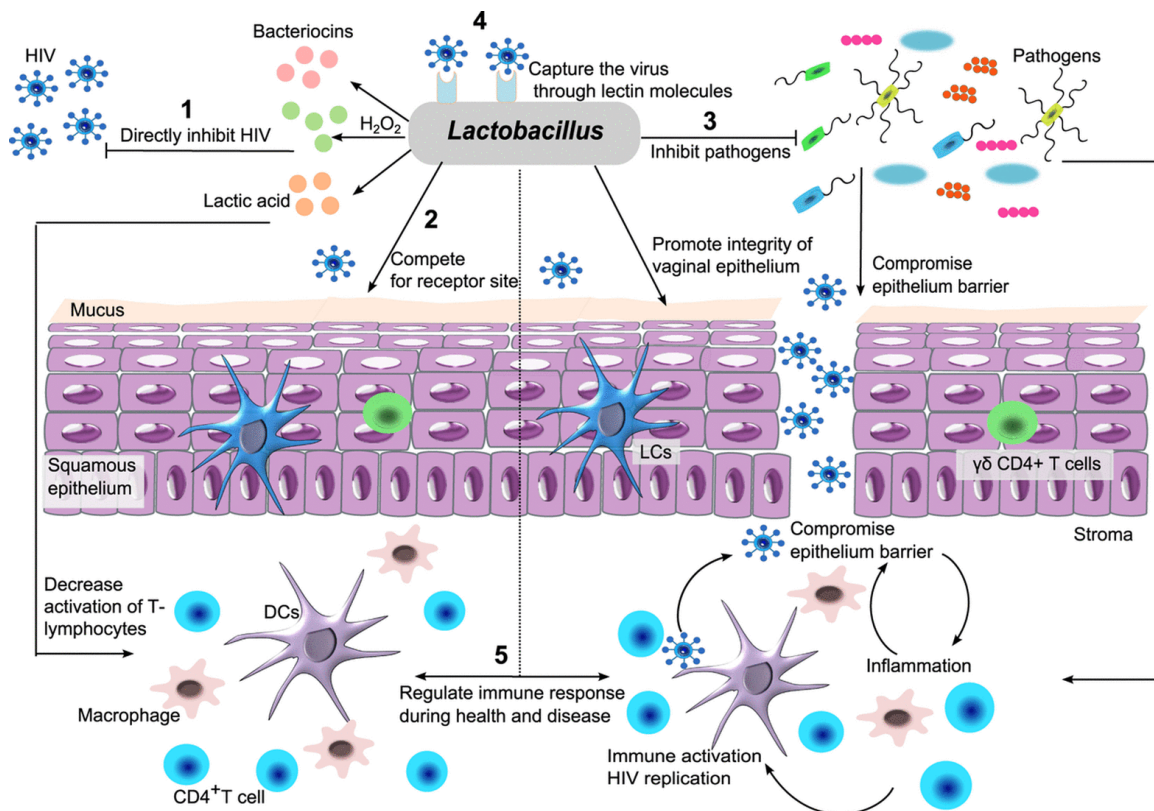 4
HIV
Bacteriocins
Capture the virus
through lectin molecules
Pathogens
1
Directly inhibit HIV
H₂O₂
Lactobacillus
3
Inhibit pathogens
Lactic acid
2
Compete
for receptor site
Promote integrity of
vaginal epithelium
Compromise
epithelium barrier
Mucus
Squamous
epithelium
LCs
γδ CD4+ T cells
Stroma
Compromise
epithelium barrier
Decrease
activation of T-
lymphocytes
DCs
5
Regulate immune response
during health and disease
Inflammation
Macrophage
Immune activation
HIV replication
CD4⁺T cell